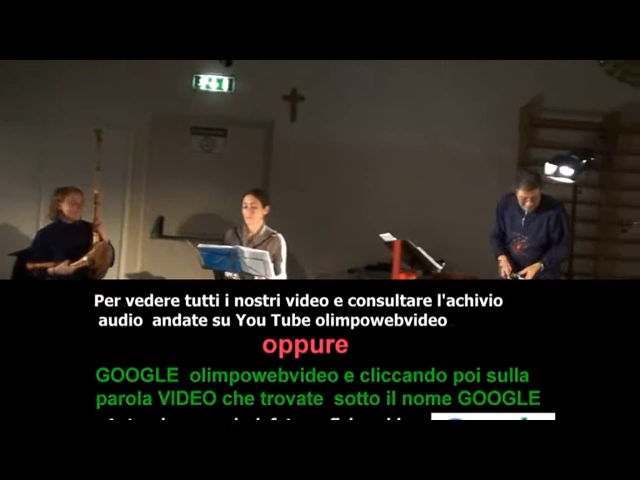 Per vedere tutti i nostri video e consultare l'achivio
audio andate su You Tube olimpowebvideo
oppure
GOOGLE olimpowebvideo e cliccando poi sulla
parola VIDEO che trovate sotto il nome GOOGLE